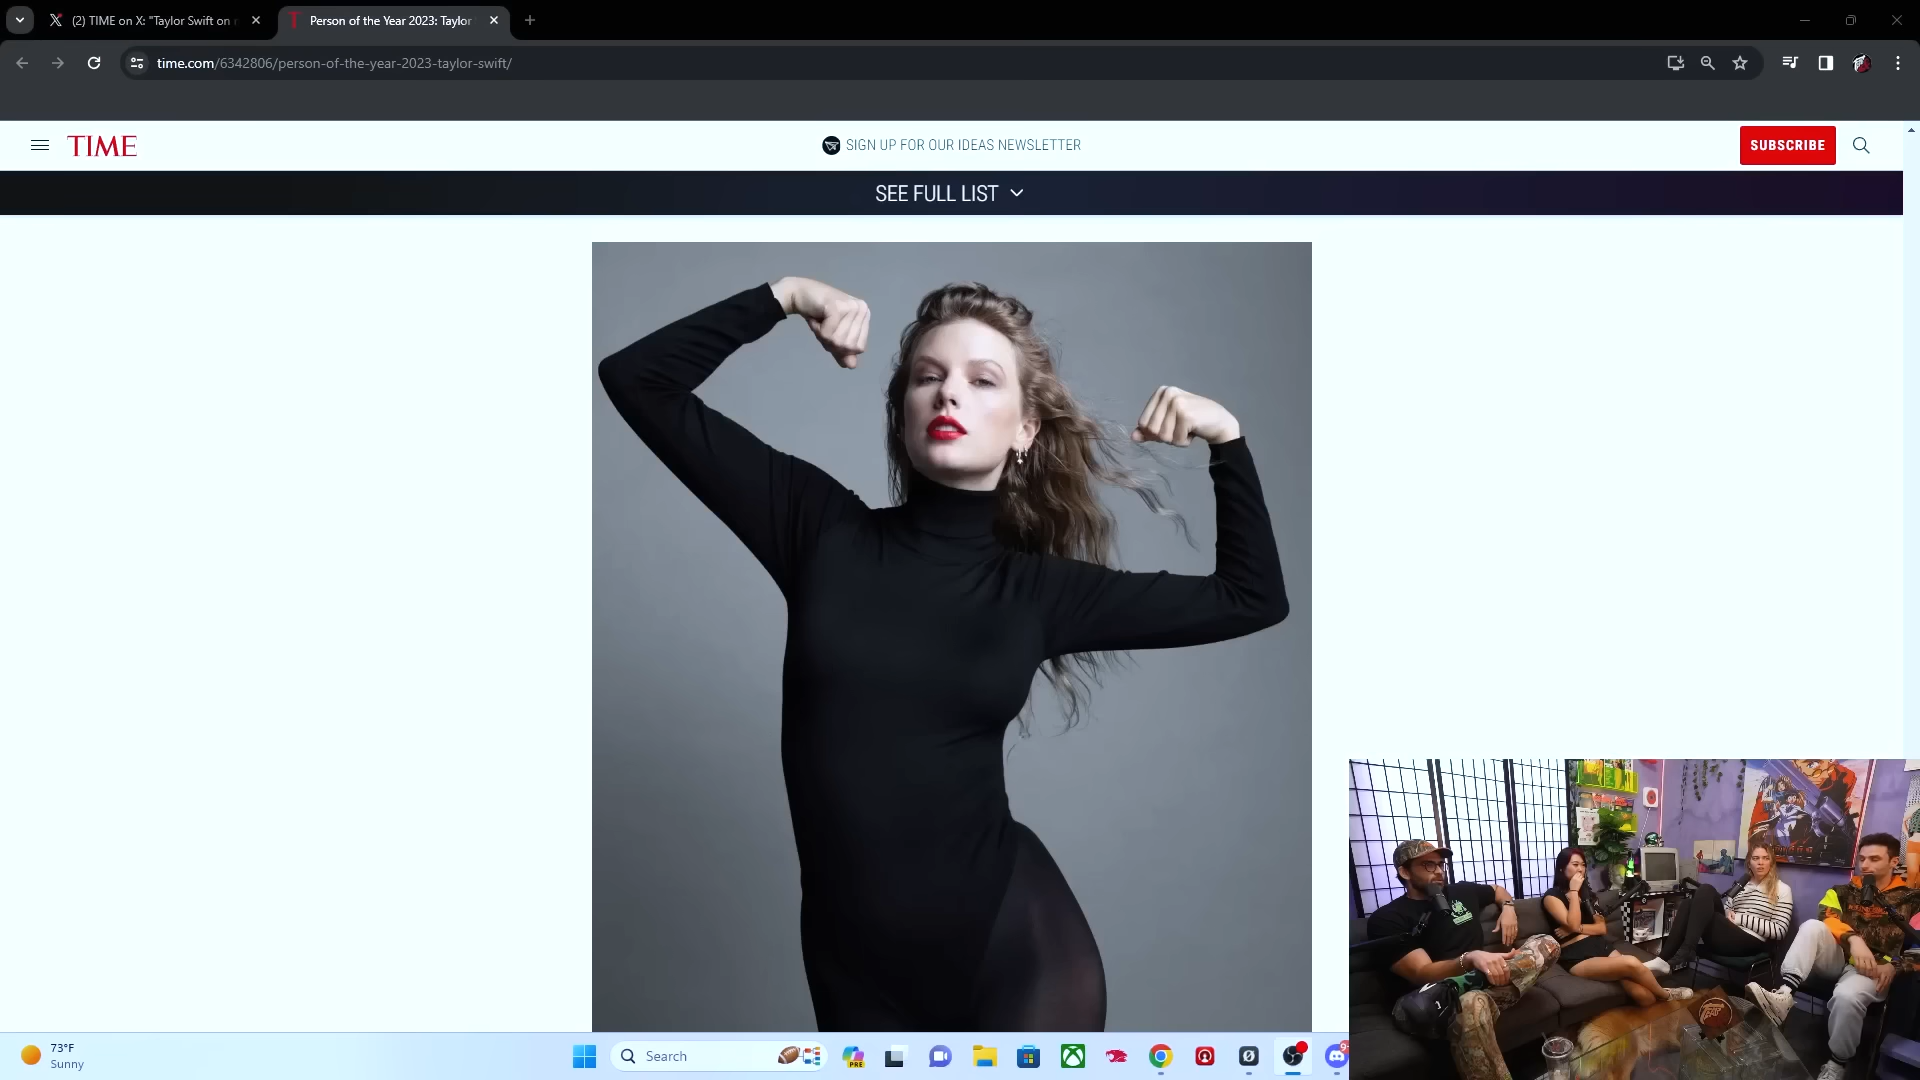 (2) TIME on X: "Taylor Swift on
Person of the Year 2023: Taylor
time.com/6342806/person-of-the-year-2023-taylor-swift/
TIME
SIGN UP FOR OUR IDEAS NEWSLETTER
SUBSCRIBE
SEE FULL LIST
73°F
Sunny
Search
PRE